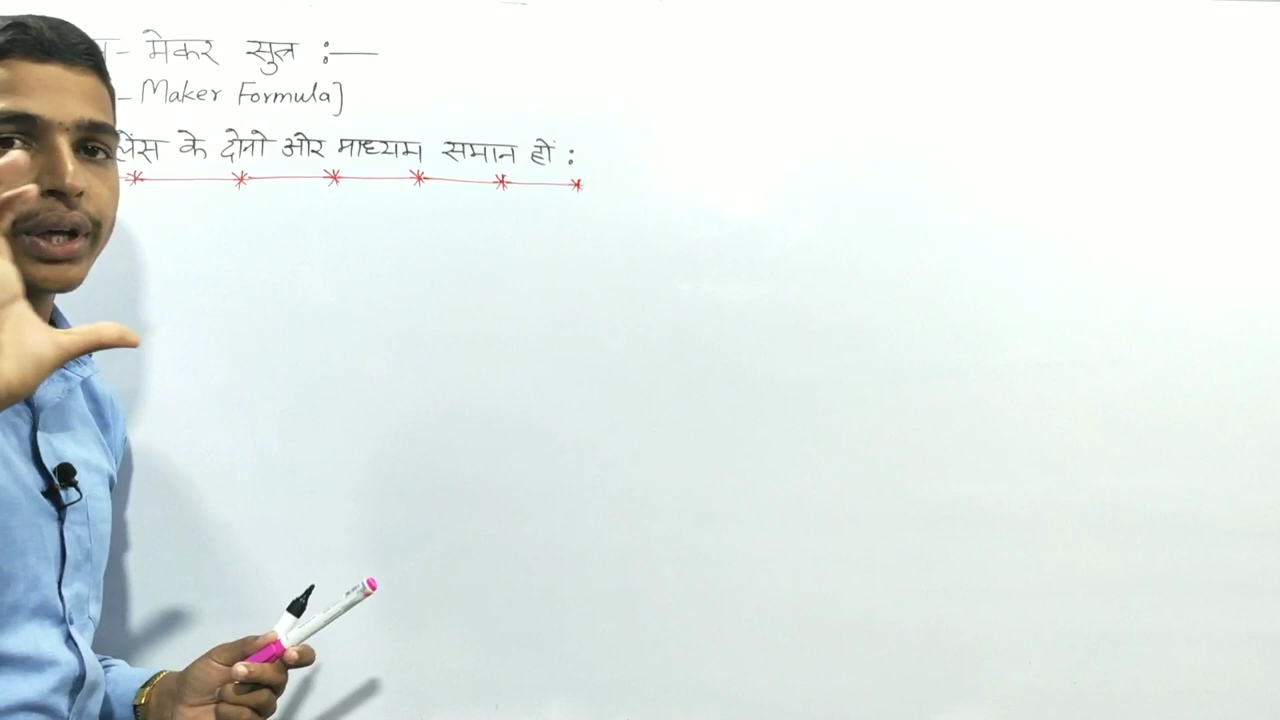 - मेकर सुत्र :—
- Maker Formula]
लेंस के दोनो ओर माध्यम समान हो :